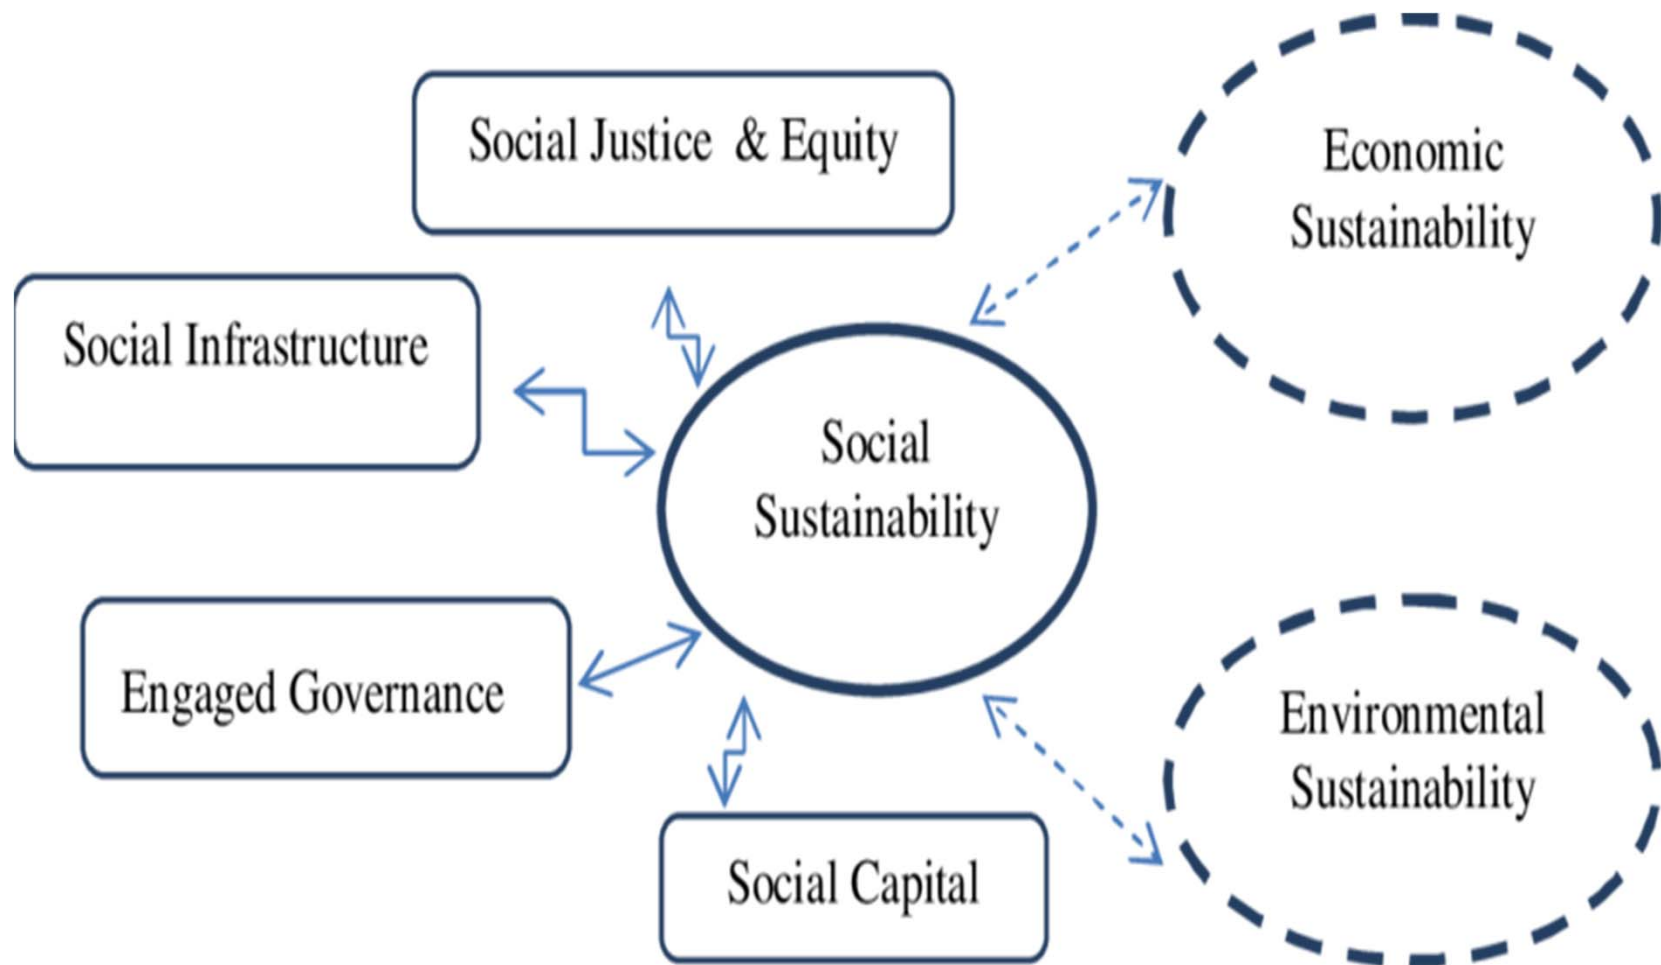 Social Justice & Equity
Economic
Sustainability
Social Infrastructure
Social
Sustainability
Engaged Governance
Environmental
Sustainability
Social Capital